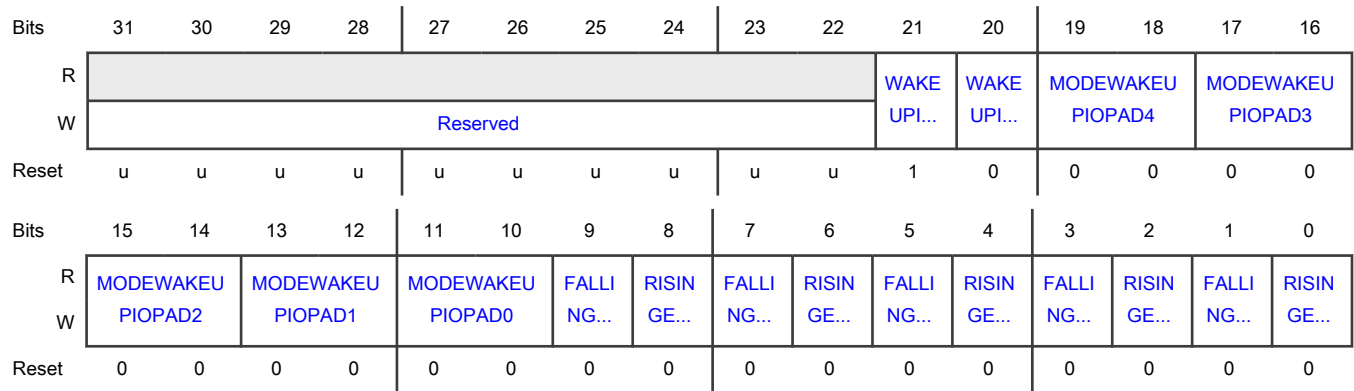 Bits 31 30 29 28 27 26 25 24 23 22 21 20 19 18 17 16
R WAKE WAKE MODEWAKEU MODEWAKEU
W Reserved UPI... UPI... PIOPAD4 PIOPAD3
Reset u u u u u u u u u u 1 0 0 0 0 0
Bits 15 14 13 12 11 10 9 8 7 6 5 4 3 2 1 0
R MODEWAKEU MODEWAKEU MODEWAKEU FALLI RISIN FALLI RISIN FALLI RISIN FALLI RISIN FALLI RISIN
W PIOPAD2 PIOPAD1 PIOPAD0 NG... GE... NG... GE... NG... GE... NG... GE... NG... GE...
Reset 0 0 0 0 0 0 0 0 0 0 0 0 0 0 0 0